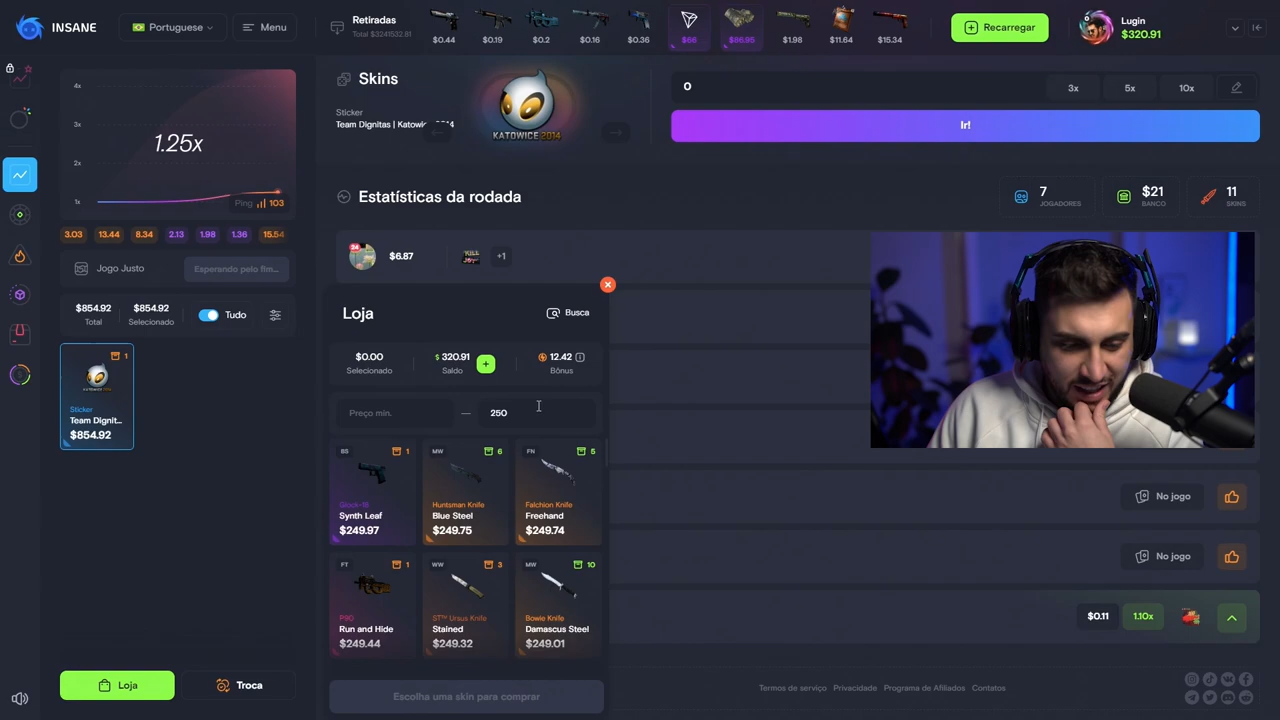 INSANE
Portuguese
Menu
Retiradas
Total $3241532.81
$0.44
$0.19
$0.2
$0.16
$0.36
$66
$86.95
$1.98
$11.64
$15.34
Recarregar
Lugin
$320.91
4x
3x
2x
1x
1.25x
Ping 103
3.03
13.44
8.34
2.13
1.98
1.36
15.54
Jogo Justo
Esperando pelo fim...
$854.92
Total
$854.92
Selecionado
Tudo
1
Sticker
Team Dignit...
$854.92
Loja
Troca
Skins
Sticker
Team Dignitas | Katowice 2014
KATOWICE 2014
0
3x
5x
10x
Ir!
Estatísticas da rodada
7
JOGADORES
$21
BANCO
11
SKINS
24
$6.87
+1
Loja
Busca
$0.00
Selecionado
$ 320.91
Saldo
+
12.42
Bônus
Preço min.
—
250
BS
1
Glock-18
Synth Leaf
$249.97
MW
6
Huntsman Knife
Blue Steel
$249.75
FN
5
Falchion Knife
Freehand
$249.74
FT
1
P90
Run and Hide
$249.44
WW
3
ST™ Ursus Knife
Stained
$249.32
MW
10
Bowie Knife
Damascus Steel
$249.01
Escolha uma skin para comprar
No jogo
No jogo
$0.11
1.10x
Termos de serviço
Privacidade
Programa de Afiliados
Contatos